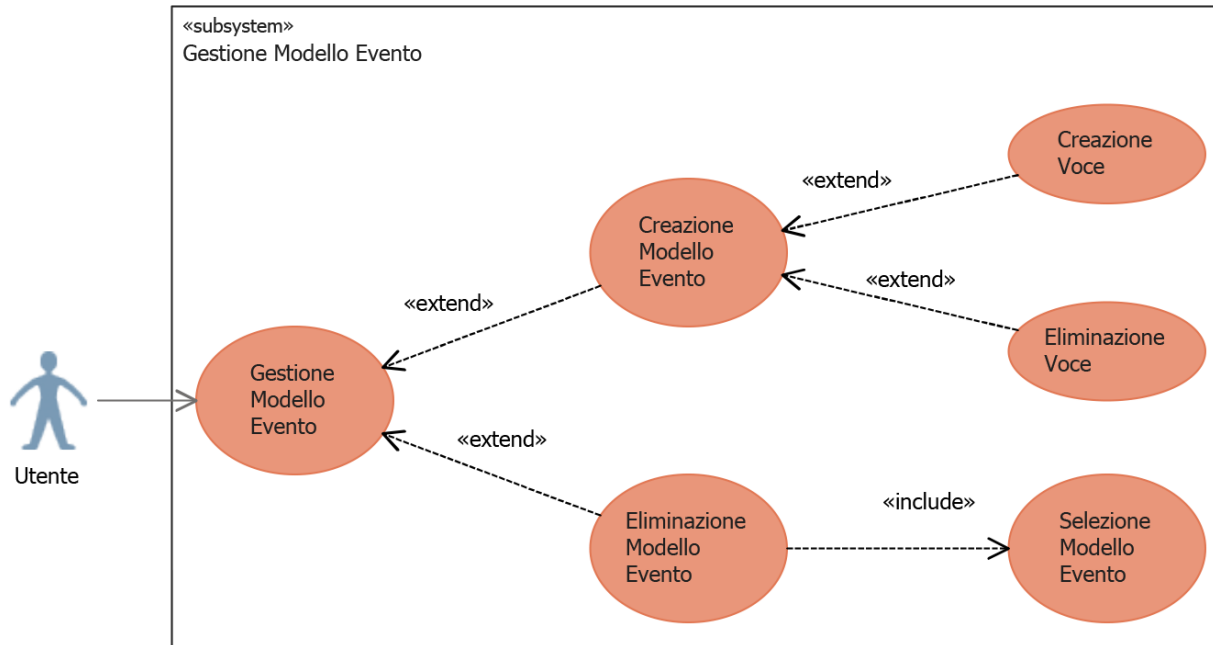 «subsystem»
Gestione Modello Evento
Creazione
Voce
«extend»
Creazione
Modello
Evento
«extend»
Eliminazione
Voce
«extend»
Gestione
Modello
Evento
Utente
«extend»
Eliminazione
Modello
Evento
«include»
Selezione
Modello
Evento